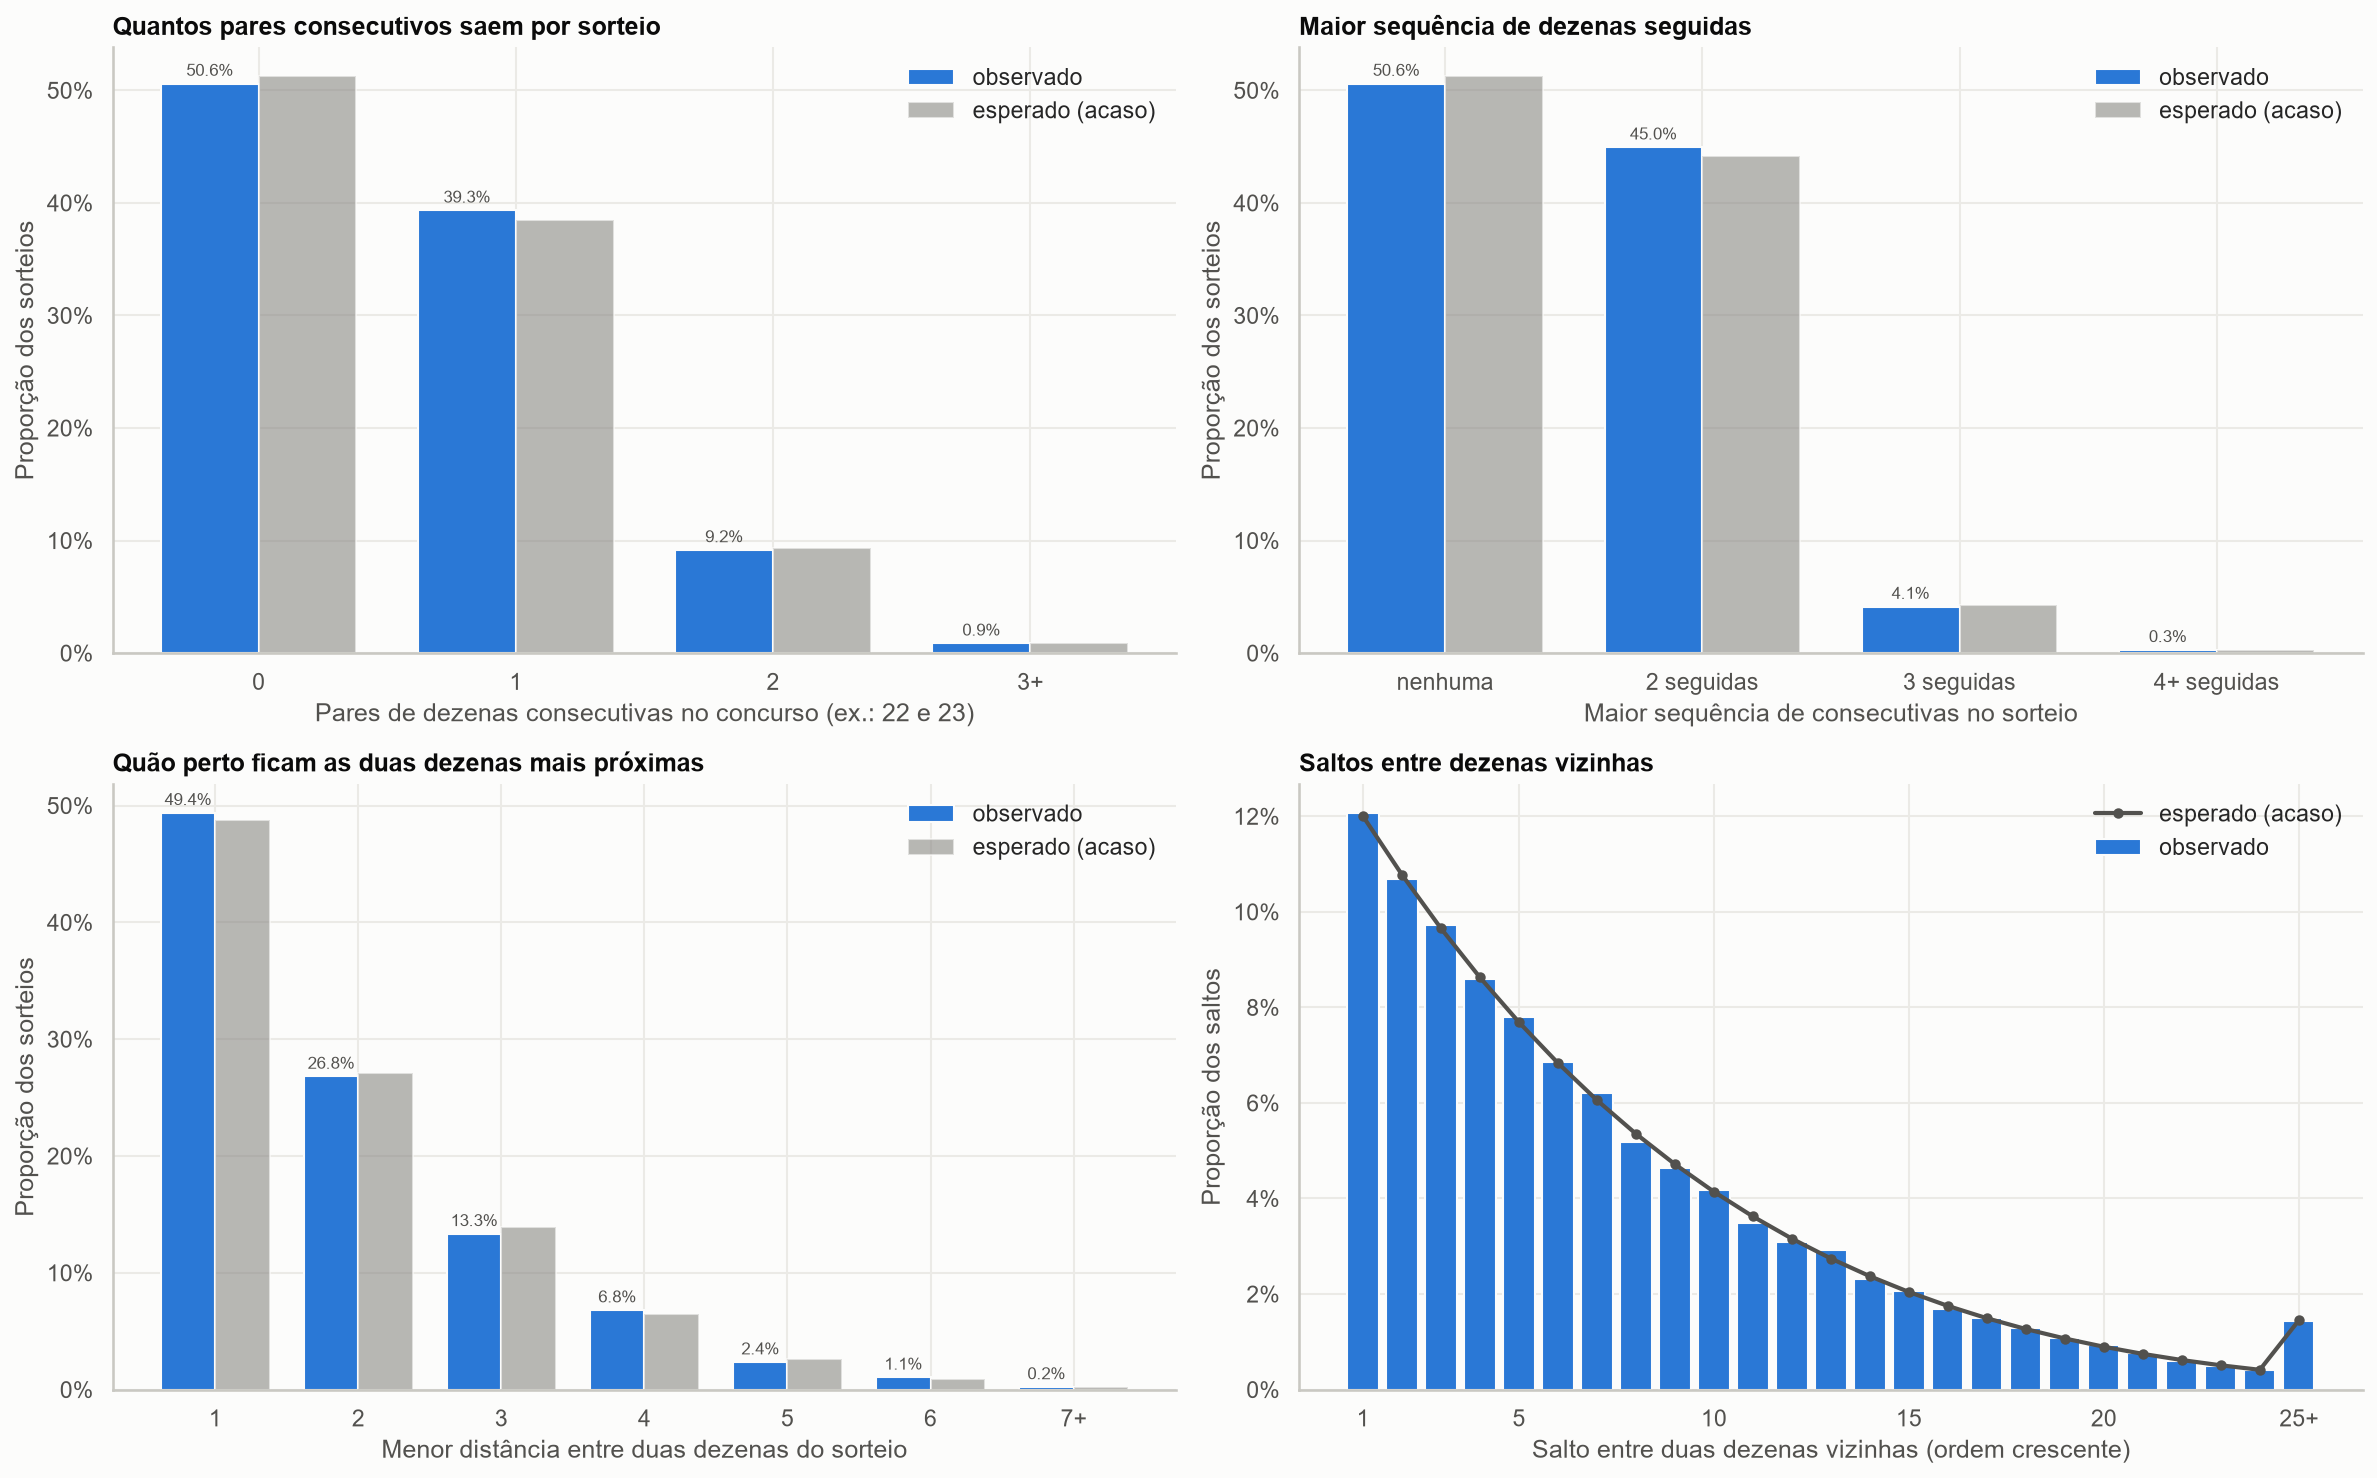 Quantos pares consecutivos saem por sorteio
50.6%
39.3%
9.2%
0.9%
observado
esperado (acaso)
50%
40%
30%
20%
10%
0%
Proporção dos sorteios
0
1
2
3+
Pares de dezenas consecutivas no concurso (ex.: 22 e 23)
Maior sequência de dezenas seguidas
50.6%
45.0%
4.1%
0.3%
observado
esperado (acaso)
50%
40%
30%
20%
10%
0%
Proporção dos sorteios
nenhuma
2 seguidas
3 seguidas
4+ seguidas
Maior sequência de consecutivas no sorteio
Quão perto ficam as duas dezenas mais próximas
49.4%
26.8%
13.3%
6.8%
2.4%
1.1%
0.2%
observado
esperado (acaso)
50%
40%
30%
20%
10%
0%
Proporção dos sorteios
1
2
3
4
5
6
7+
Menor distância entre duas dezenas do sorteio
Saltos entre dezenas vizinhas
esperado (acaso)
observado
12%
10%
8%
6%
4%
2%
0%
Proporção dos saltos
1
5
10
15
20
25+
Salto entre duas dezenas vizinhas (ordem crescente)